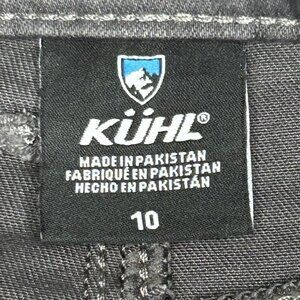 KÜHL®
MADE IN PAKISTAN
FABRIQUÉ EN PAKISTAN
HECHO EN PAKISTÁN
10